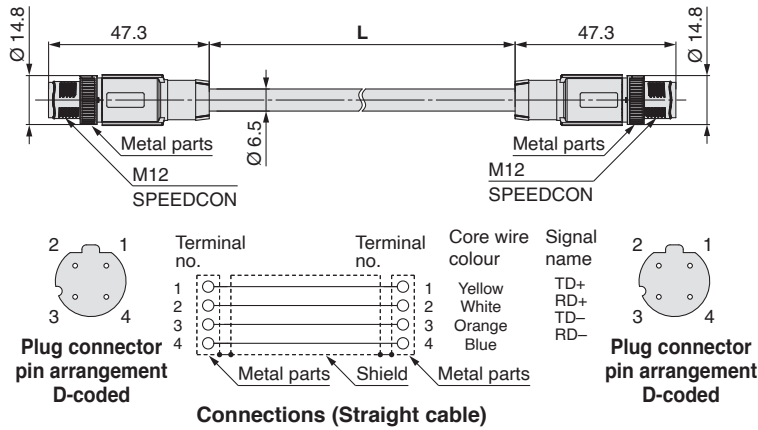 Ø 14.8
47.3
L
47.3
Ø 14.8
Metal parts
Ø 6.5
Metal parts
M12
SPEEDCON
M12
SPEEDCON
2 1
3 4
Plug connector
pin arrangement
D-coded
Terminal
no.
Terminal
no.
Core wire
colour
Signal
name
1 1 Yellow TD+
2 2 White RD+
3 3 Orange TD–
4 4 Blue RD–
Metal parts
Shield
Metal parts
Connections (Straight cable)
2 1
3 4
Plug connector
pin arrangement
D-coded